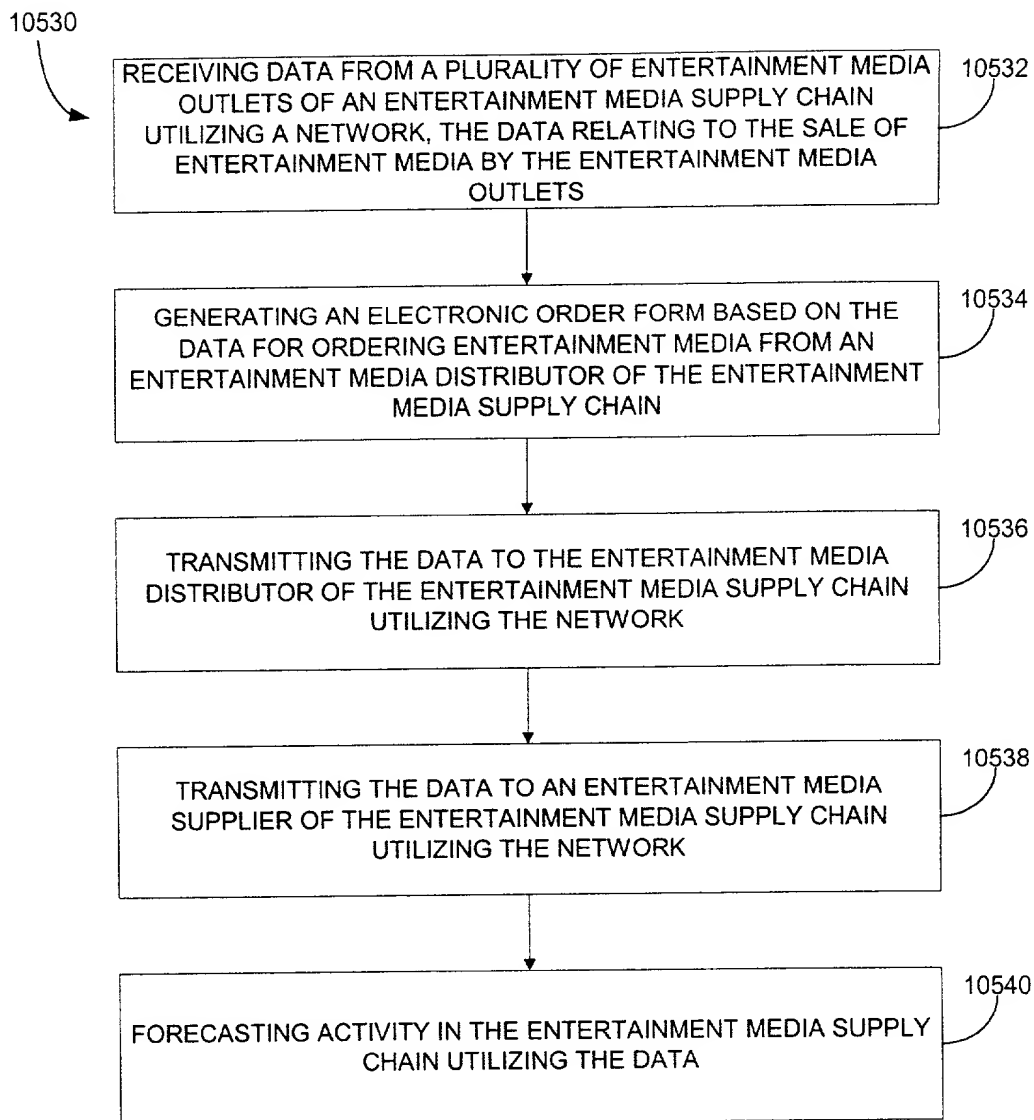 10530
RECEIVING DATA FROM A PLURALITY OF ENTERTAINMENT MEDIA
OUTLETS OF AN ENTERTAINMENT MEDIA SUPPLY CHAIN
UTILIZING A NETWORK, THE DATA RELATING TO THE SALE OF
ENTERTAINMENT MEDIA BY THE ENTERTAINMENT MEDIA
OUTLETS
10532
GENERATING AN ELECTRONIC ORDER FORM BASED ON THE
DATA FOR ORDERING ENTERTAINMENT MEDIA FROM AN
ENTERTAINMENT MEDIA DISTRIBUTOR OF THE ENTERTAINMENT
MEDIA SUPPLY CHAIN
10534
TRANSMITTING THE DATA TO THE ENTERTAINMENT MEDIA
DISTRIBUTOR OF THE ENTERTAINMENT MEDIA SUPPLY CHAIN
UTILIZING THE NETWORK
10536
TRANSMITTING THE DATA TO AN ENTERTAINMENT MEDIA
SUPPLIER OF THE ENTERTAINMENT MEDIA SUPPLY CHAIN
UTILIZING THE NETWORK
10538
FORECASTING ACTIVITY IN THE ENTERTAINMENT MEDIA SUPPLY
CHAIN UTILIZING THE DATA
10540